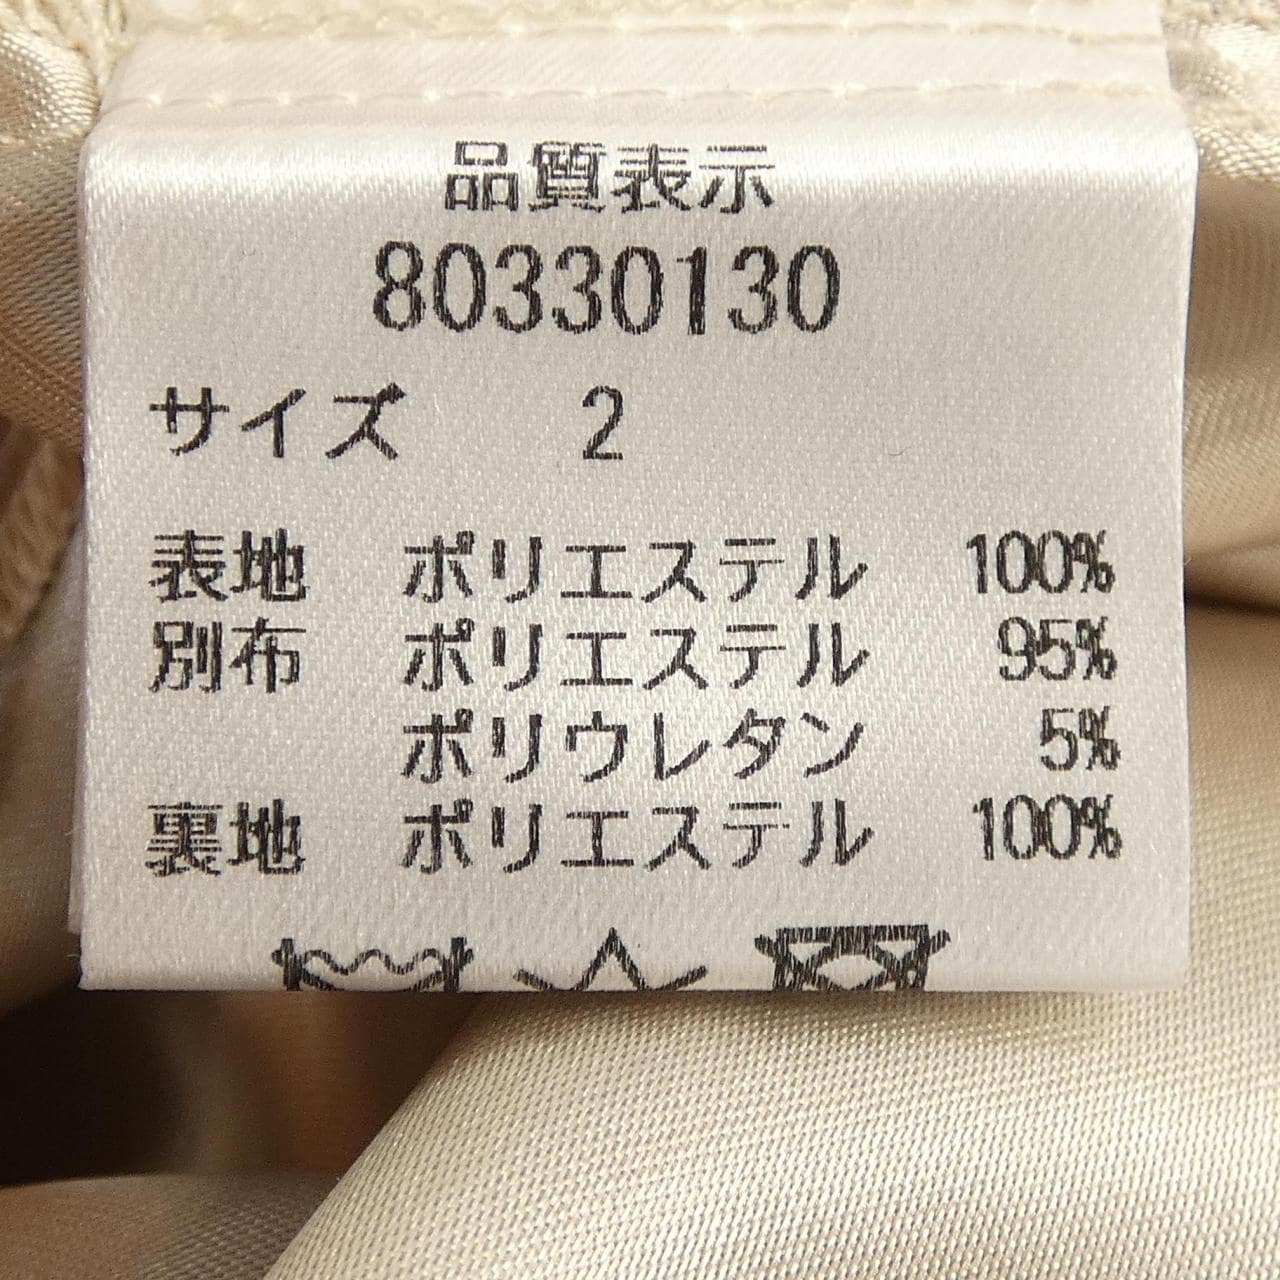 品質表示
80330130
サイズ 2
表地 ポリエステル 100%
別布 ポリエステル 95%
ポリウレタン 5%
裏地 ポリエステル 100%